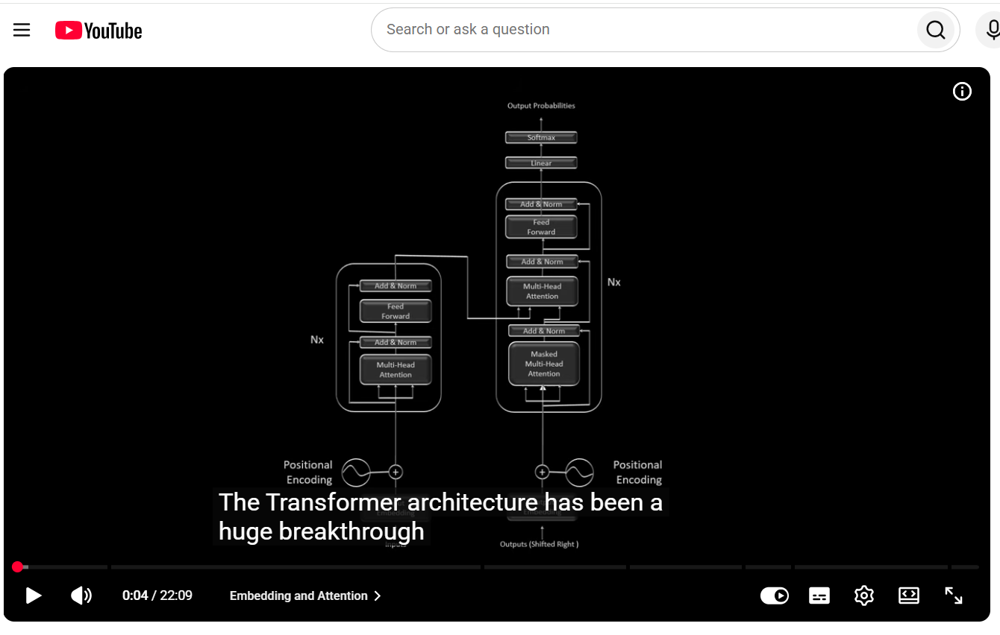 YouTube
Search or ask a question
Output Probabilities
Softmax
Linear
Add & Norm
Feed
Forward
Add & Norm
Multi-Head
Attention
Nx
Add & Norm
Masked
Multi-Head
Attention
Add & Norm
Feed
Forward
Nx
Add & Norm
Multi-Head
Attention
Positional
Encoding
Positional
Encoding
Embedding
Embedding
The Transformer architecture has been a
huge breakthrough
Inputs
Outputs (Shifted Right )
0:04 / 22:09
Embedding and Attention